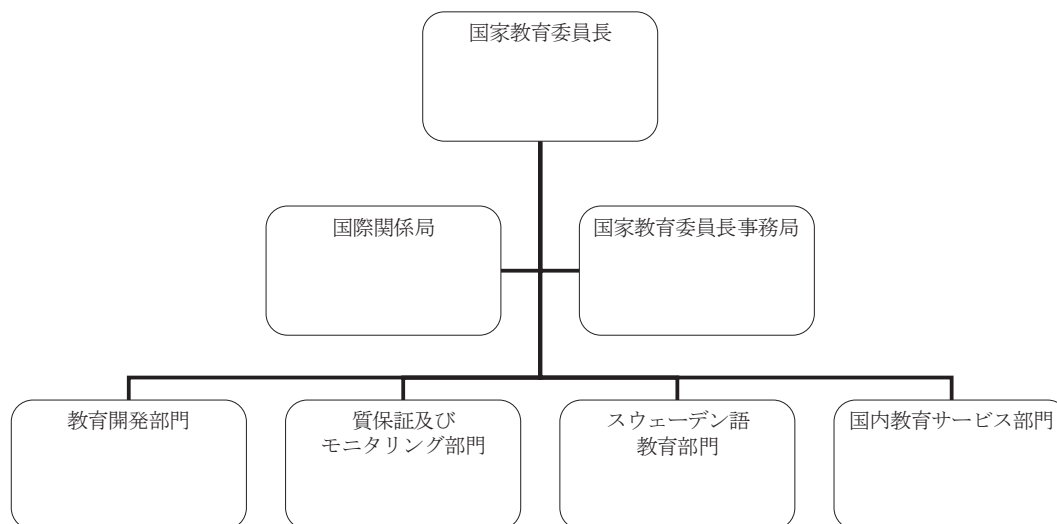 国家教育委員長
国際関係局
国家教育委員長事務局
教育開発部門
質保証及び
モニタリング部門
スウェーデン語
教育部門
国内教育サービス部門